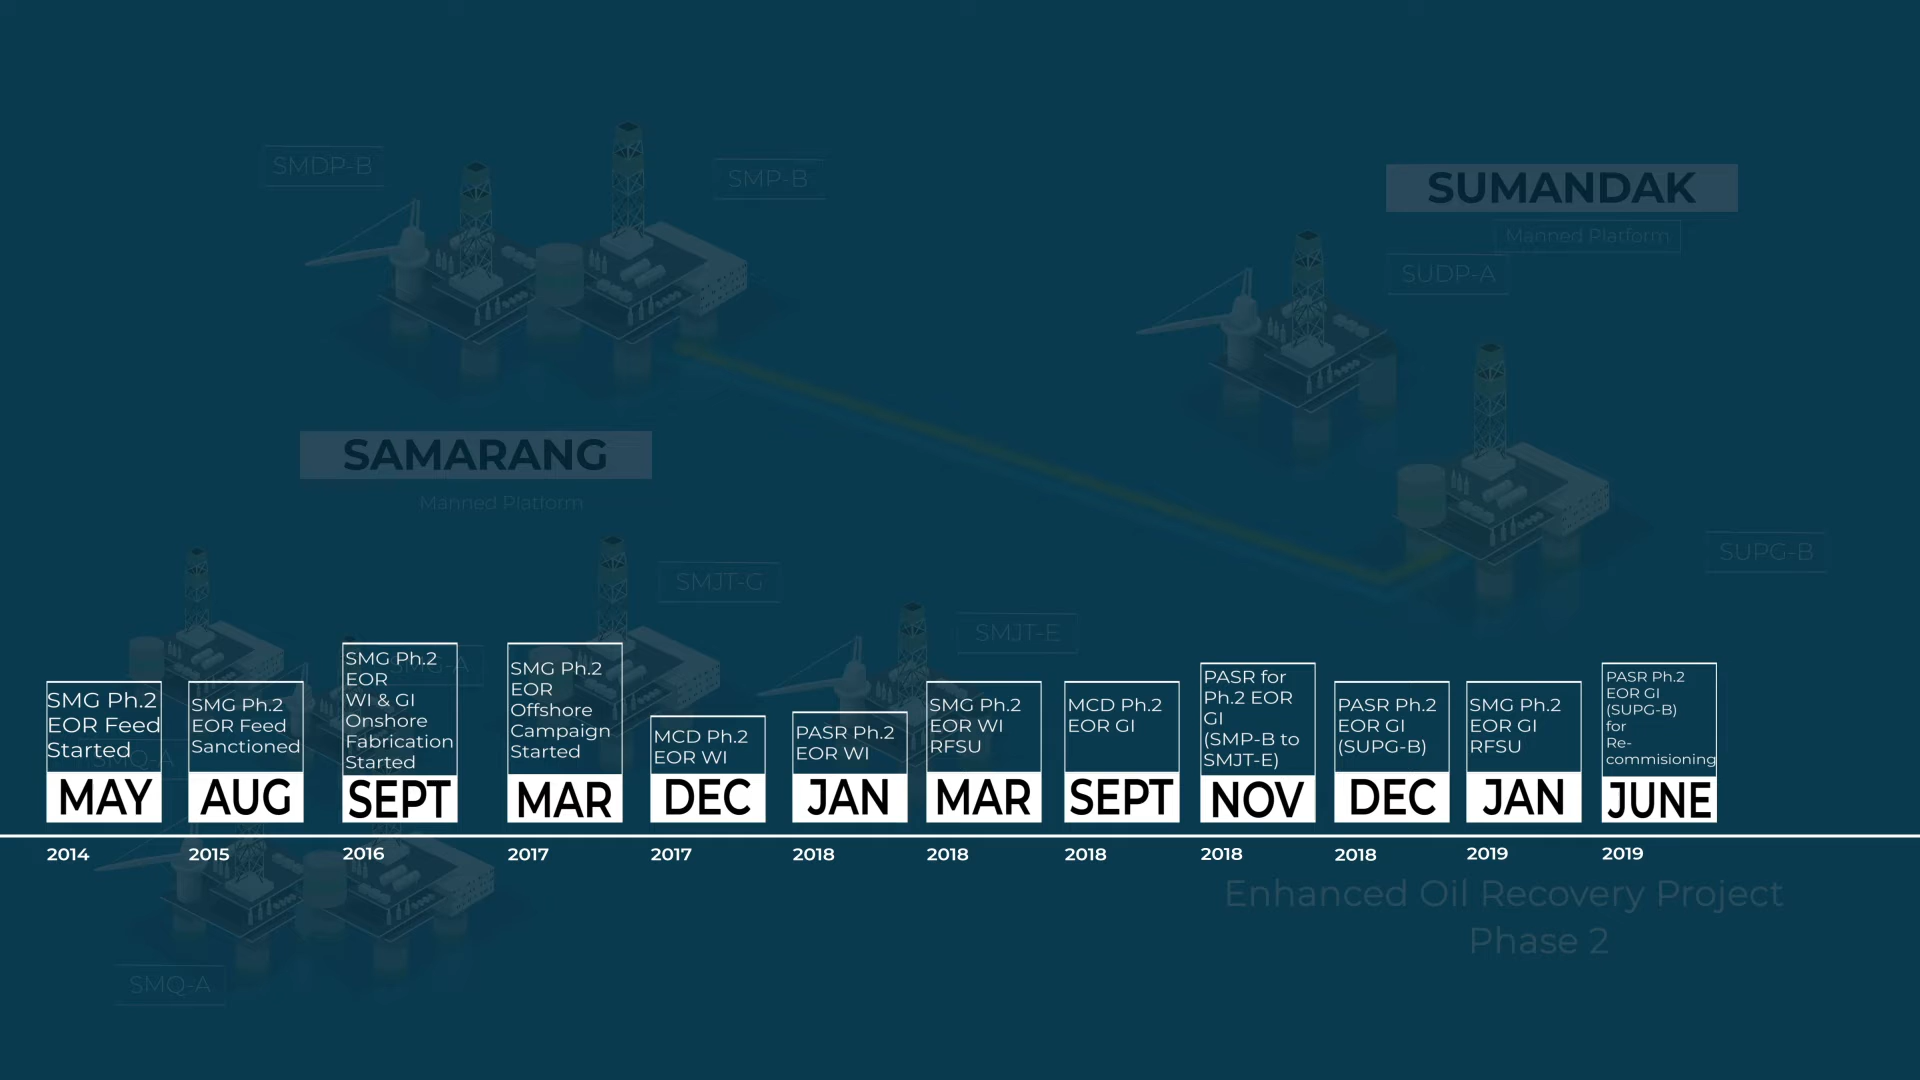 SMDP-B
SMP-B
SUMANDAK
Manned Platform
SUDP-A
SAMARANG
Manned Platform
SUPG-B
SMJT-G
SMJT-E
SMG-A
SMQ-A
SMG Ph.2
EOR Feed
Started
MAY
2014
SMG Ph.2
EOR Feed
Sanctioned
AUG
2015
SMG Ph.2
EOR
WI & GI
Onshore
Fabrication
Started
SEPT
2016
SMG Ph.2
EOR
Offshore
Campaign
Started
MAR
2017
MCD Ph.2
EOR WI
DEC
2017
PASR Ph.2
EOR WI
JAN
2018
SMG Ph.2
EOR WI
RFSU
MAR
2018
MCD Ph.2
EOR GI
SEPT
2018
PASR for
Ph.2 EOR
GI
(SMP-B to
SMJT-E)
NOV
2018
PASR Ph.2
EOR GI
(SUPG-B)
DEC
2018
SMG Ph.2
EOR GI
RFSU
JAN
2019
PASR Ph.2
EOR GI
(SUPG-B)
for
Re-
commisioning
JUNE
2019
Enhanced Oil Recovery Project
Phase 2
SMQ-A